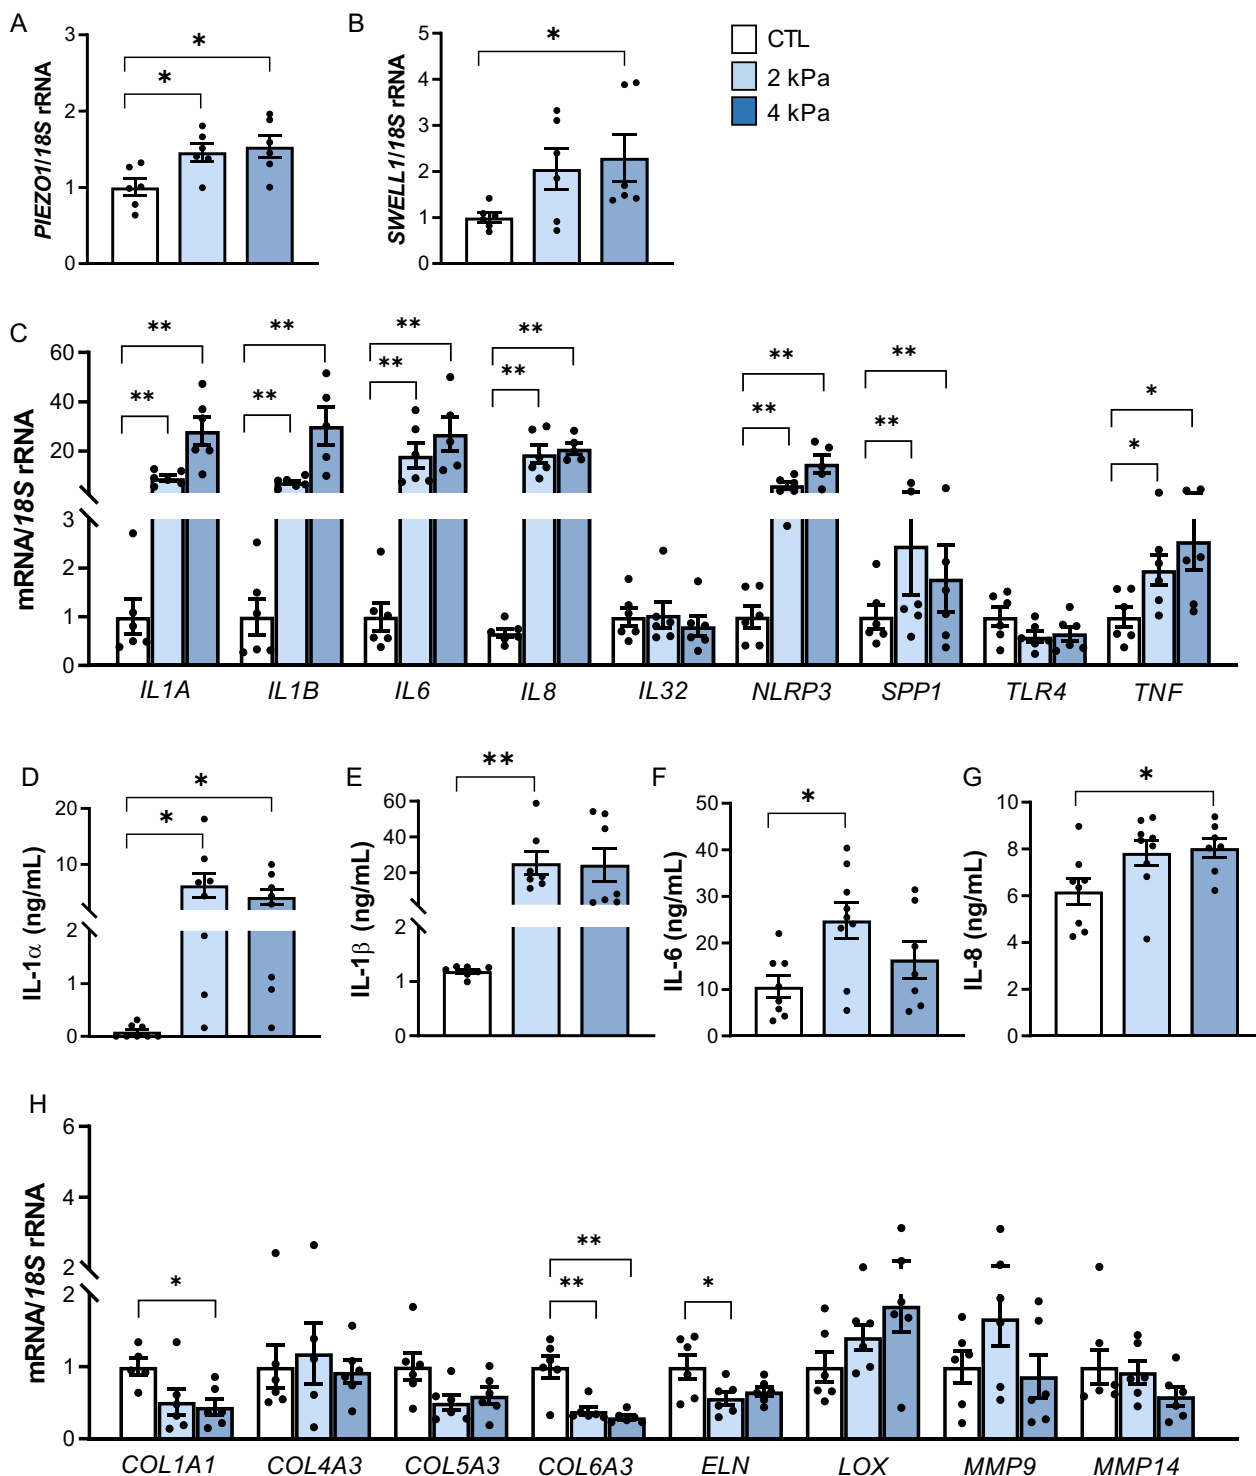 A
PIEZO1/18S rRNA
3
2
1
0
*
*
B
SWELL1/18S rRNA
5
4
3
2
1
0
*
CTL
2 kPa
4 kPa
C
mRNA/18S rRNA
60
40
20
3
2
1
0
** ** ** ** ** ** *
** ** ** ** ** ** *
IL1A IL1B IL6 IL8 IL32 NLRP3 SPP1 TLR4 TNF
D
IL-1α (ng/mL)
20
10
2
1
0
*
*
E
IL-1β (ng/mL)
60
40
20
2
1
0
**
F
IL-6 (ng/mL)
50
40
30
20
10
0
*
G
IL-8 (ng/mL)
10
8
6
4
2
0
*
H
mRNA/18S rRNA
6
4
2
2
1
0
*
**
**
*
COL1A1 COL4A3 COL5A3 COL6A3 ELN LOX MMP9 MMP14